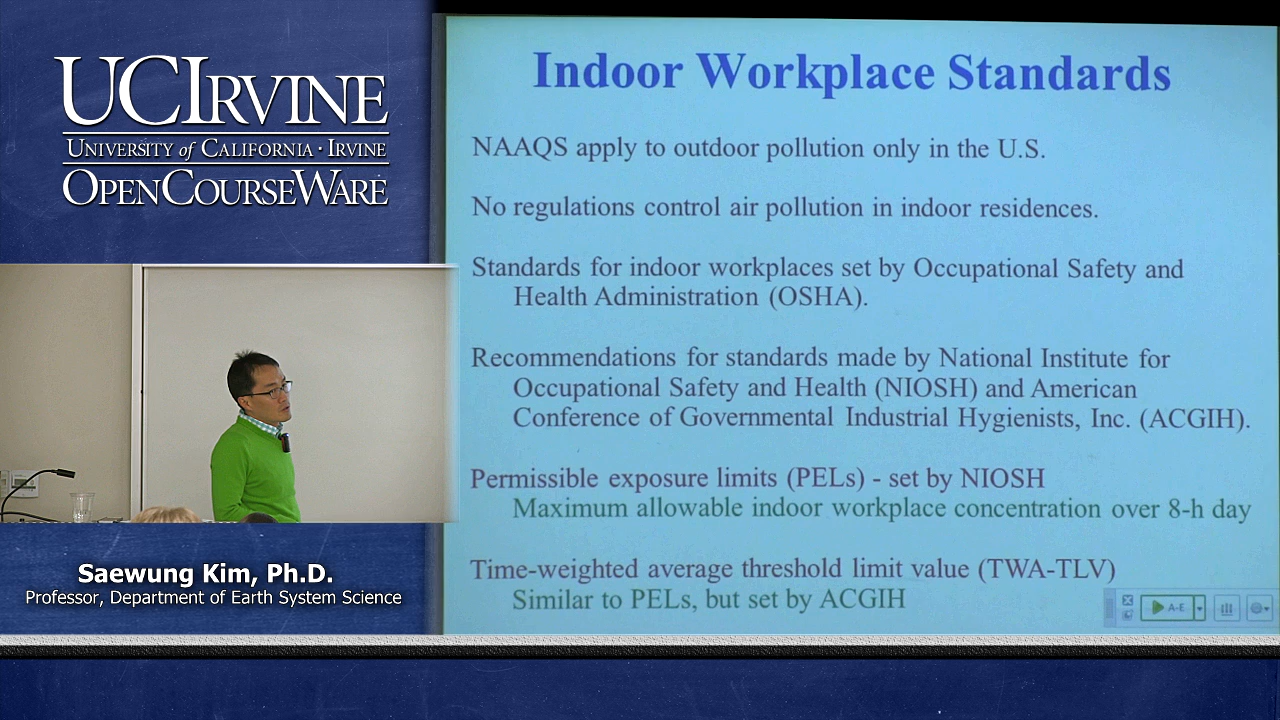 UCIRVINE
UNIVERSITY of CALIFORNIA · IRVINE
OPENCOURSEWARE
Saewung Kim, Ph.D.
Professor, Department of Earth System Science
Indoor Workplace Standards
NAAQS apply to outdoor pollution only in the U.S.
No regulations control air pollution in indoor residences.
Standards for indoor workplaces set by Occupational Safety and
Health Administration (OSHA).
Recommendations for standards made by National Institute for
Occupational Safety and Health (NIOSH) and American
Conference of Governmental Industrial Hygienists, Inc. (ACGIH).
Permissible exposure limits (PELs) - set by NIOSH
Maximum allowable indoor workplace concentration over 8-h day
Time-weighted average threshold limit value (TWA-TLV)
Similar to PELs, but set by ACGIH
A-E